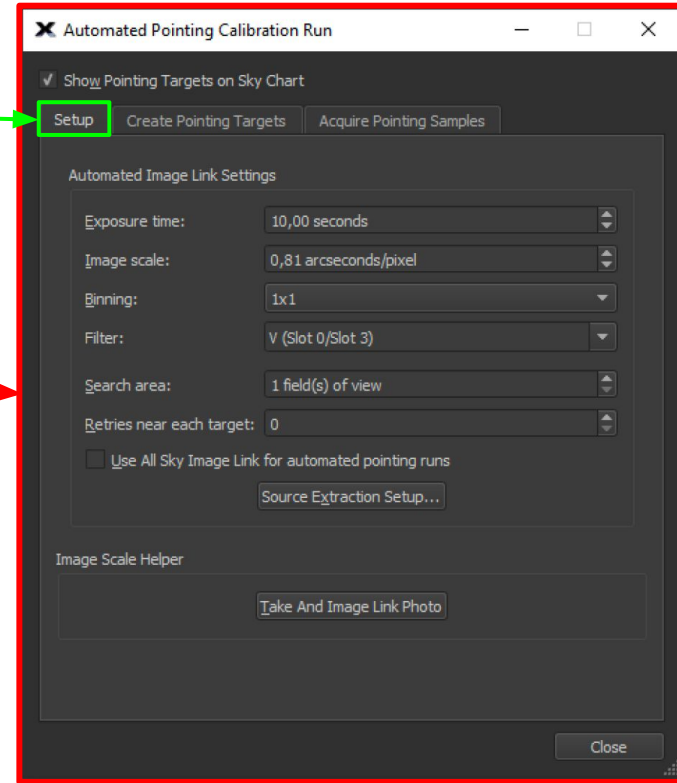 Automated Pointing Calibration Run
Show Pointing Targets on Sky Chart
Setup Create Pointing Targets Acquire Pointing Samples
Automated Image Link Settings
Exposure time: 10,00 seconds
Image scale: 0,81 arcseconds/pixel
Binning: 1x1
Filter: V (Slot 0/Slot 3)
Search area: 1 field(s) of view
Retries near each target: 0
Use All Sky Image Link for automated pointing runs
Source Extraction Setup...
Image Scale Helper
Take And Image Link Photo
Close